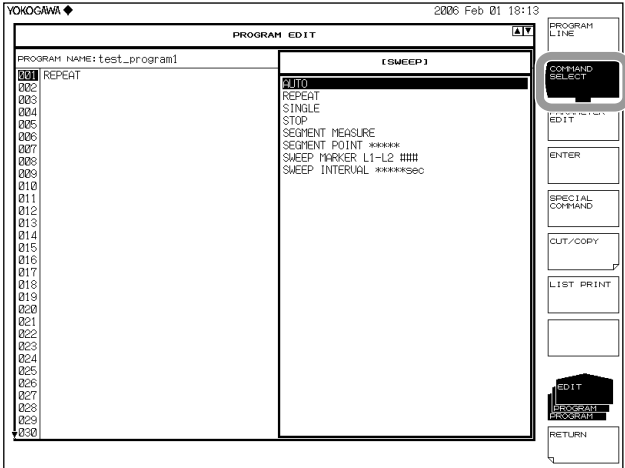 YOKOGAWA ◆
2006 Feb 01 18:13
PROGRAM EDIT
PROGRAM NAME:test_program1
001 REPEAT
002
003
004
005
006
007
008
009
010
011
012
013
014
015
016
017
018
019
020
021
022
023
024
025
026
027
028
029
030
[SWEEP]
AUTO
REPEAT
SINGLE
STOP
SEGMENT MEASURE
SEGMENT POINT *****
SWEEP MARKER L1-L2 ###
SWEEP INTERVAL *****sec
PROGRAM
LINE
COMMAND
SELECT
PARAMETER
EDIT
ENTER
SPECIAL
COMMAND
CUT/COPY
LIST PRINT
EDIT
PROGRAM
PROGRAM
RETURN